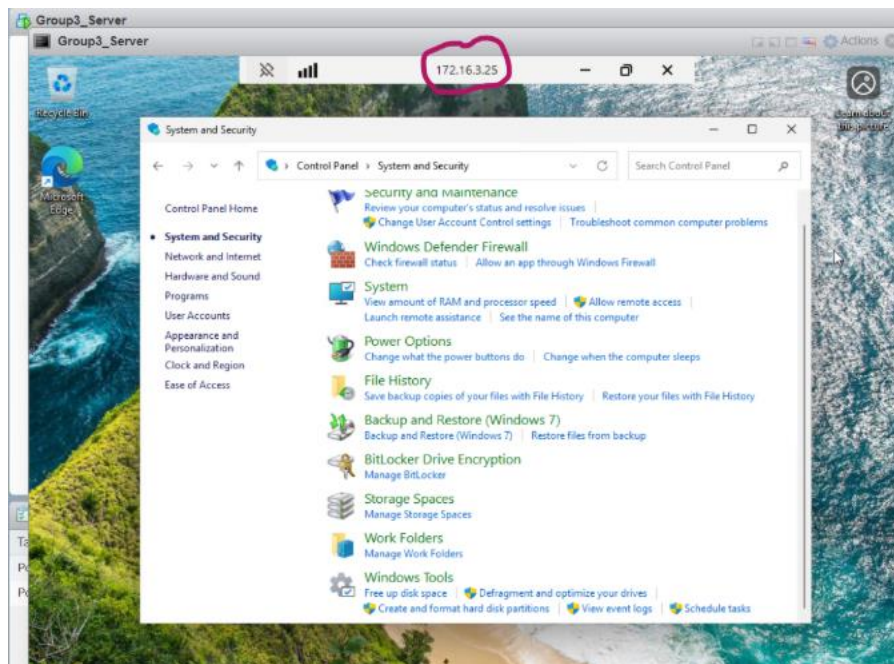 Group3_Server
Group3_Server
Actions
172.16.3.25
Recycle Bin
Microsoft
Edge
Learn about
this picture
System and Security
Control Panel > System and Security
Search Control Panel
Control Panel Home
System and Security
Network and Internet
Hardware and Sound
Programs
User Accounts
Appearance and
Personalization
Clock and Region
Ease of Access
Security and Maintenance
Review your computer's status and resolve issues
Change User Account Control settings
Troubleshoot common computer problems
Windows Defender Firewall
Check firewall status
Allow an app through Windows Firewall
System
View amount of RAM and processor speed
Allow remote access
Launch remote assistance
See the name of this computer
Power Options
Change what the power buttons do
Change when the computer sleeps
File History
Save backup copies of your files with File History
Restore your files with File History
Backup and Restore (Windows 7)
Backup and Restore (Windows 7)
Restore files from backup
BitLocker Drive Encryption
Manage BitLocker
Storage Spaces
Manage Storage Spaces
Work Folders
Manage Work Folders
Windows Tools
Free up disk space
Defragment and optimize your drives
Create and format hard disk partitions
View event logs
Schedule tasks